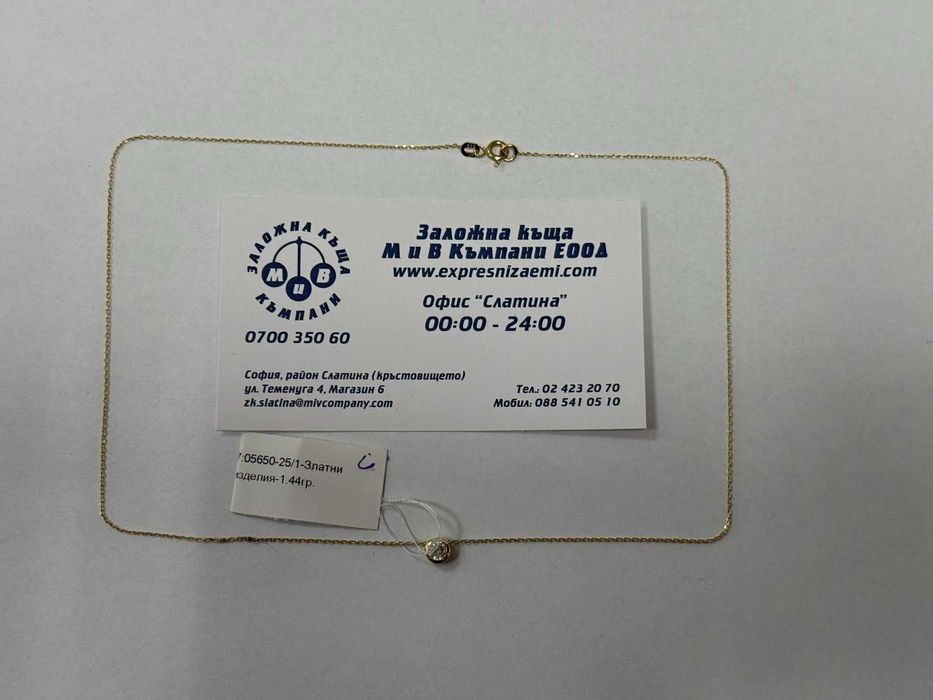 ЗАЛОЖНА КЪЩА
М и В
КЪМПАНИ
0700 350 60
Заложна къща
М и В Къмпани ЕООД
www.expresnizaemi.com
Офис "Слатина"
00:00 - 24:00
София, район Слатина (кръстовището)
ул. Теменуга 4, Магазин 6
zk.slatina@mivcompany.com
Тел.: 02 423 20 70
Мобил: 088 541 05 10
7:05650-25/1-Златни
изделия-1.44гр.